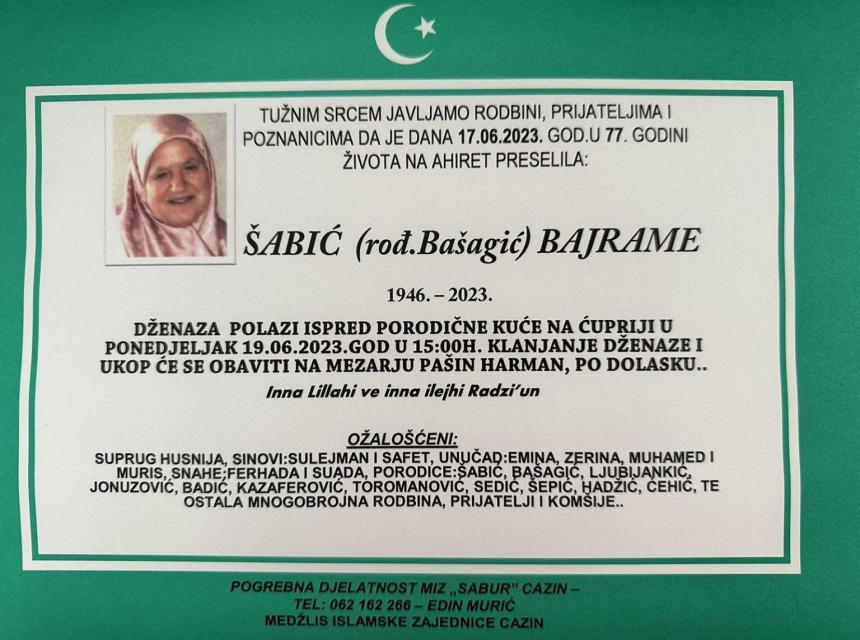 TUŽNIM SRCEM JAVLJAMO RODBINI, PRIJATELJIMA I
POZNANICIMA DA JE DANA 17.06.2023. GOD.U 77. GODINI
ŽIVOTA NA AHIRET PRESELILA:
ŠABIĆ (rođ.Bašagić) BAJRAME
1946. – 2023.
DŽENAZA POLAZI ISPRED PORODIČNE KUĆE NA ĆUPRIJI U
PONEDJELJAK 19.06.2023.GOD U 15:00H. KLANJANJE DŽENAZE I
UKOP ĆE SE OBAVITI NA MEZARJU PAŠIN HARMAN, PO DOLASKU..
Inna Lillahi ve inna ilejhi Radzi’un
OŽALOŠĆENI:
SUPRUG HUSNIJA, SINOVI:SULEJMAN I SAFET, UNUČAD:EMINA, ZERINA, MUHAMED I
MURIS, SNAHE;FERHADA I SUADA, PORODICE:ŠABIĆ, BAŠAGIĆ, LJUBIJANKIĆ,
JONUZOVIĆ, BADIĆ, KAZAFEROVIĆ, TOROMANOVIĆ, SEDIĆ, ŠEPIĆ, HADŽIĆ, ĆEHIĆ, TE
OSTALA MNOGOBROJNA RODBINA, PRIJATELJI I KOMŠIJE..
POGREBNA DJELATNOST MIZ „SABUR” CAZIN –
TEL: 062 162 266 – EDIN MURIĆ
MEDŽLIS ISLAMSKE ZAJEDNICE CAZIN